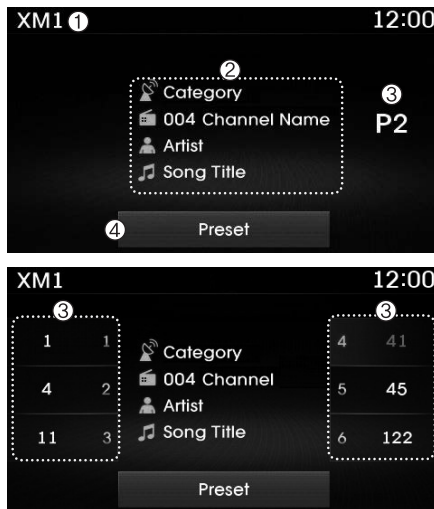 XM1 ① 12:00
②
Category
004 Channel Name
Artist
Song Title
③
P2
④ Preset
XM1 12:00
③ ③
1 1 Category 4 41
4 2 004 Channel 5 45
Artist
11 3 Song Title 6 122
Preset